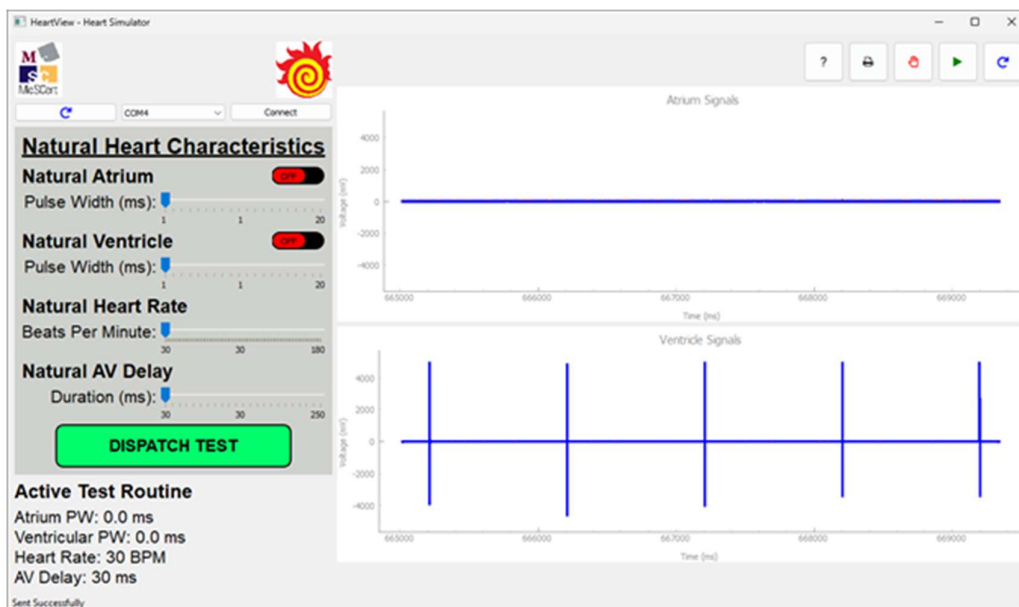 HeartView - Heart Simulator
M
SC
McSCert
COM4
Connect
?
Natural Heart Characteristics
Natural Atrium
OFF
Pulse Width (ms):
1 1 20
Natural Ventricle
OFF
Pulse Width (ms):
1 1 20
Natural Heart Rate
Beats Per Minute:
30 30 180
Natural AV Delay
Duration (ms):
30 30 250
DISPATCH TEST
Active Test Routine
Atrium PW: 0.0 ms
Ventricular PW: 0.0 ms
Heart Rate: 30 BPM
AV Delay: 30 ms
Sent Successfully
Atrium Signals
Voltage (mV)
4000
2000
0
-2000
-4000
665000 666000 667000 668000 669000
Time (ms)
Ventricle Signals
Voltage (mV)
4000
2000
0
-2000
-4000
665000 666000 667000 668000 669000
Time (ms)